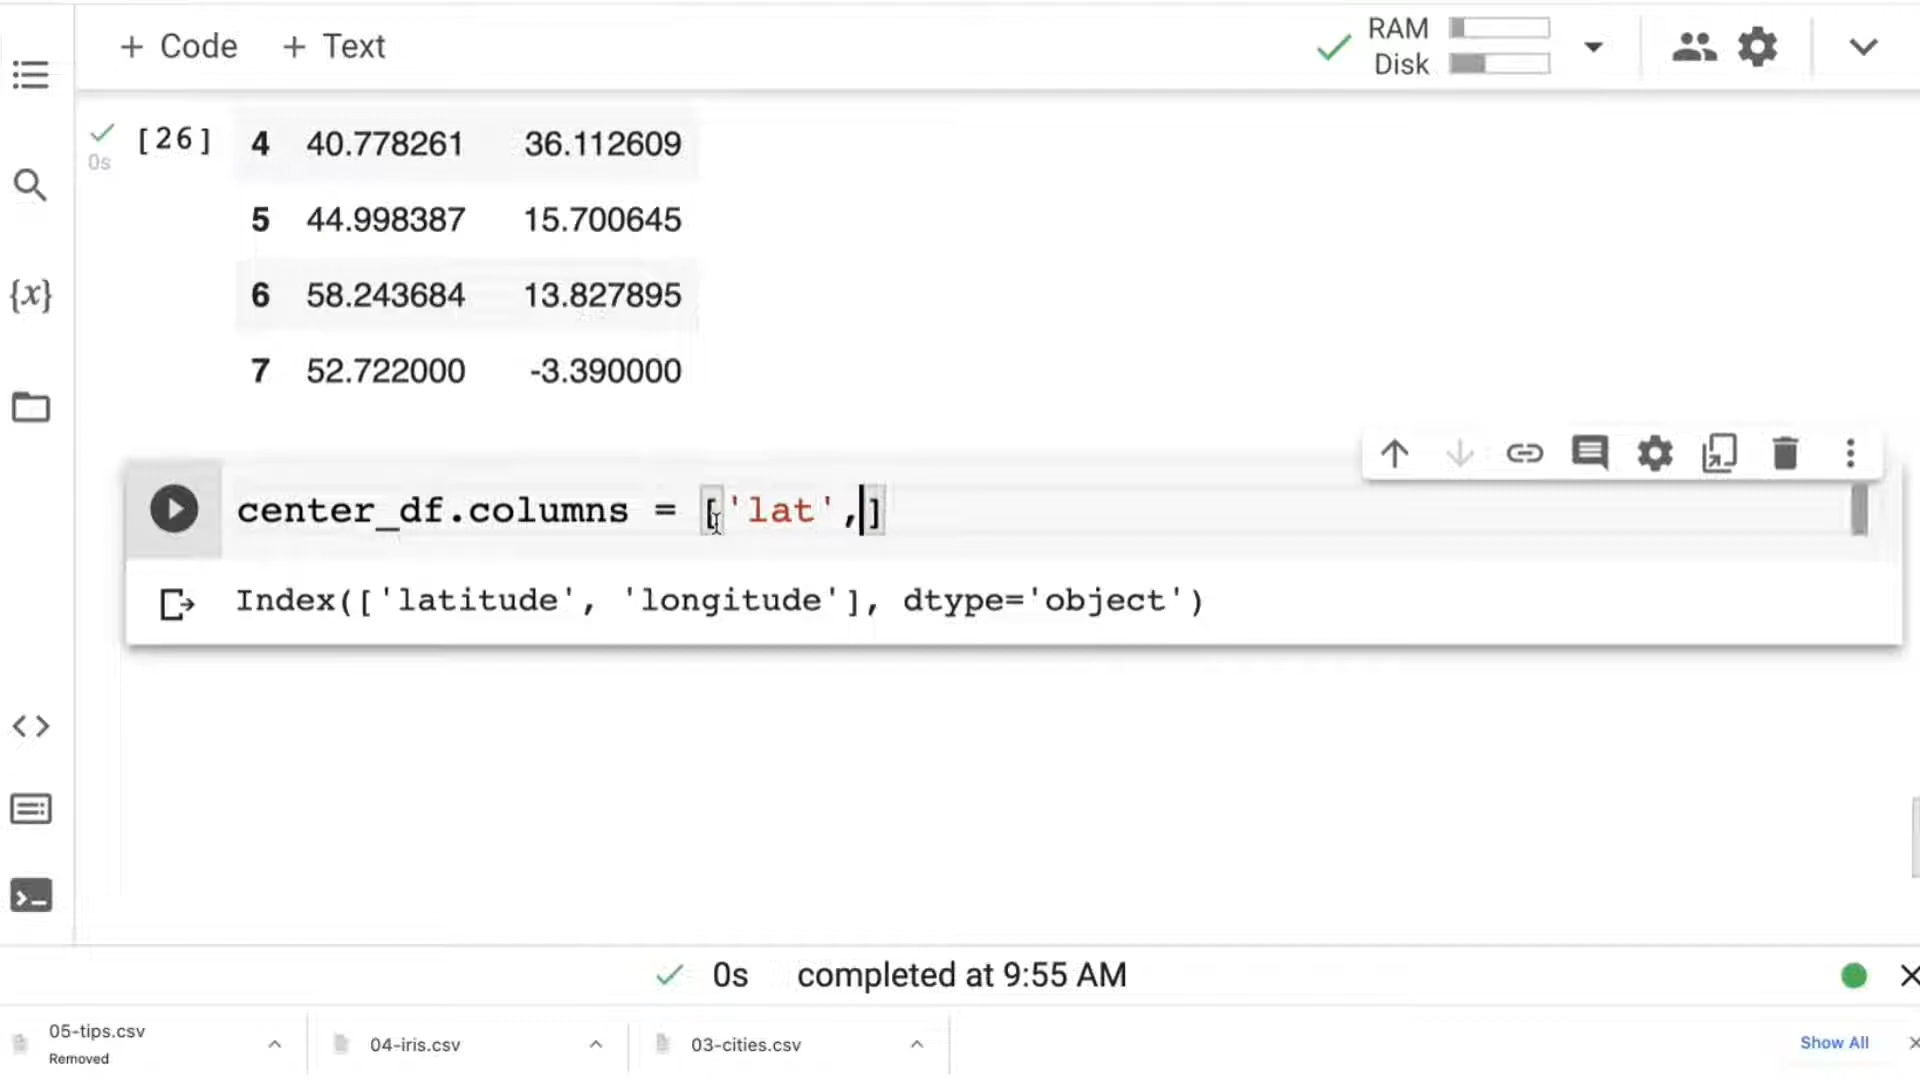 + Code + Text
RAM
Disk
[26] 4 40.778261 36.112609
0s
5 44.998387 15.700645
6 58.243684 13.827895
{x}
7 52.722000 -3.390000
center_df.columns = ['lat',]
Index(['latitude', 'longitude'], dtype='object')
0s completed at 9:55 AM
05-tips.csv
Removed
04-iris.csv
03-cities.csv
Show All